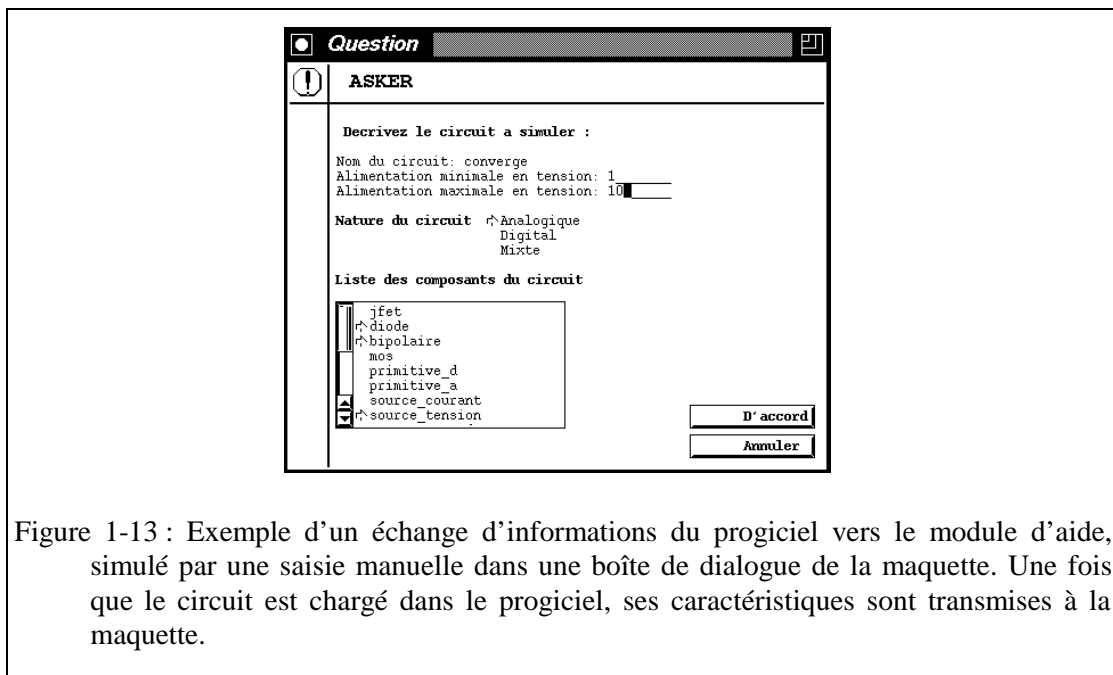 Question
ASKER
Decrivez le circuit a simuler :
Nom du circuit: converge
Alimentation minimale en tension: 1
Alimentation maximale en tension: 10
Nature du circuit Analogique
Digital
Mixte
Liste des composants du circuit
jfet
diode
bipolaire
mos
primitive_d
primitive_a
source_courant
source_tension
D'accord
Annuler
Figure 1-13 : Exemple d'un échange d'informations du progiciel vers le module d'aide,
simulé par une saisie manuelle dans une boîte de dialogue de la maquette. Une fois
que le circuit est chargé dans le progiciel, ses caractéristiques sont transmises à la
maquette.